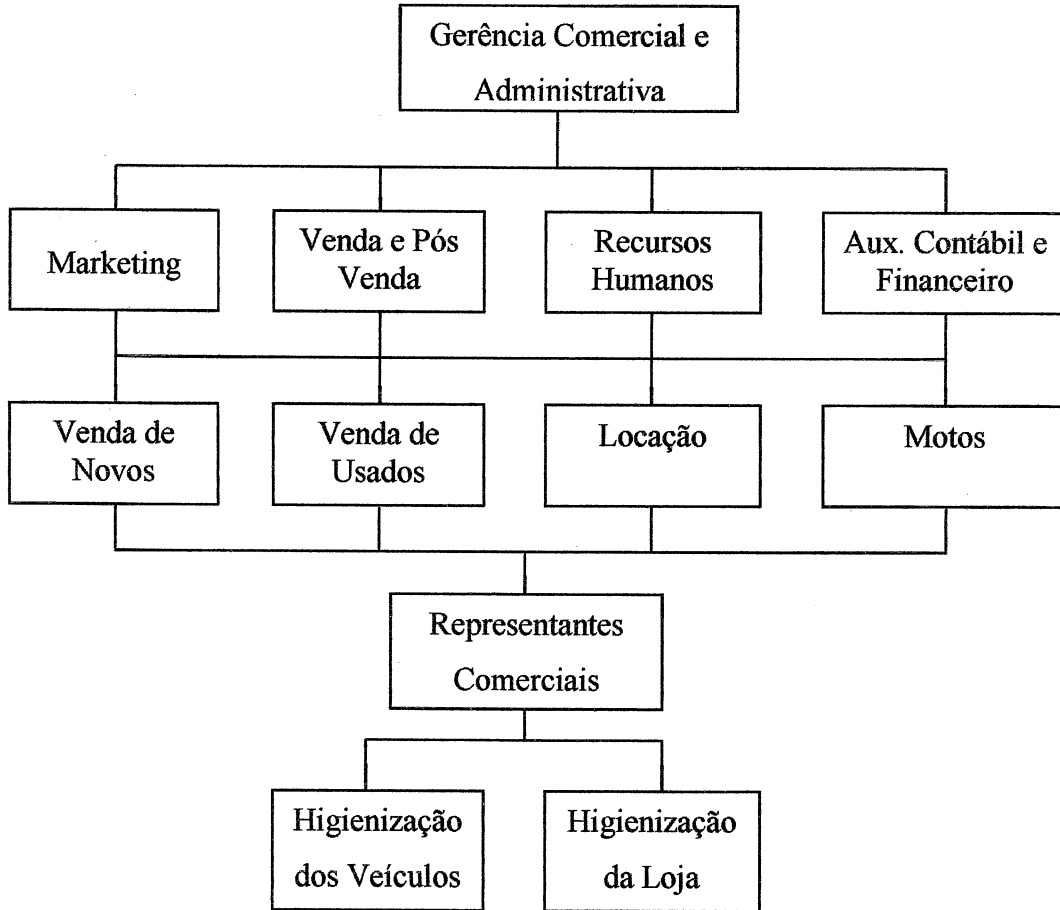 Gerência Comercial e
Administrativa
Marketing
Venda e Pós
Venda
Recursos
Humanos
Aux. Contábil e
Financeiro
Venda de
Novos
Venda de
Usados
Locação
Motos
Representantes
Comerciais
Higienização
dos Veículos
Higienização
da Loja